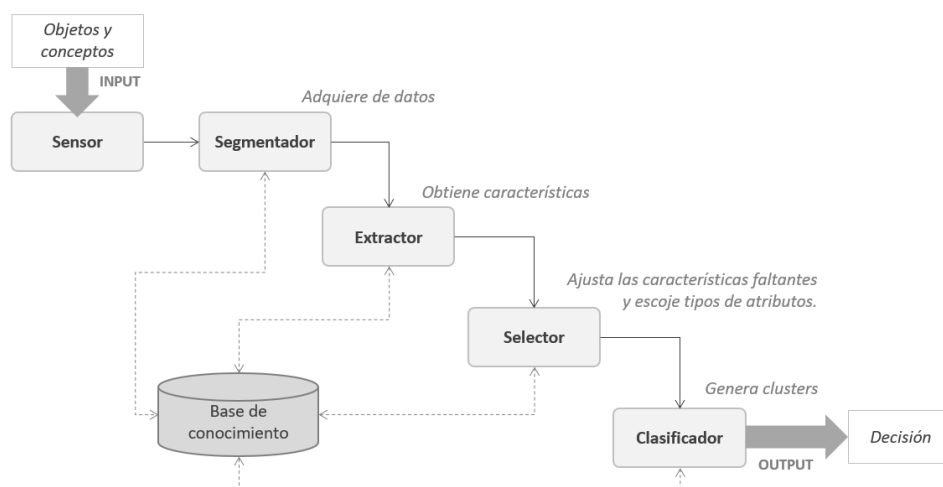 Objetos y
conceptos
INPUT
Adquiere de datos
Sensor
Segmentador
Obtiene características
Extractor
Ajusta las características faltantes
y escoje tipos de atributos.
Selector
Genera clusters
Base de
conocimiento
Clasificador
Decisión
OUTPUT